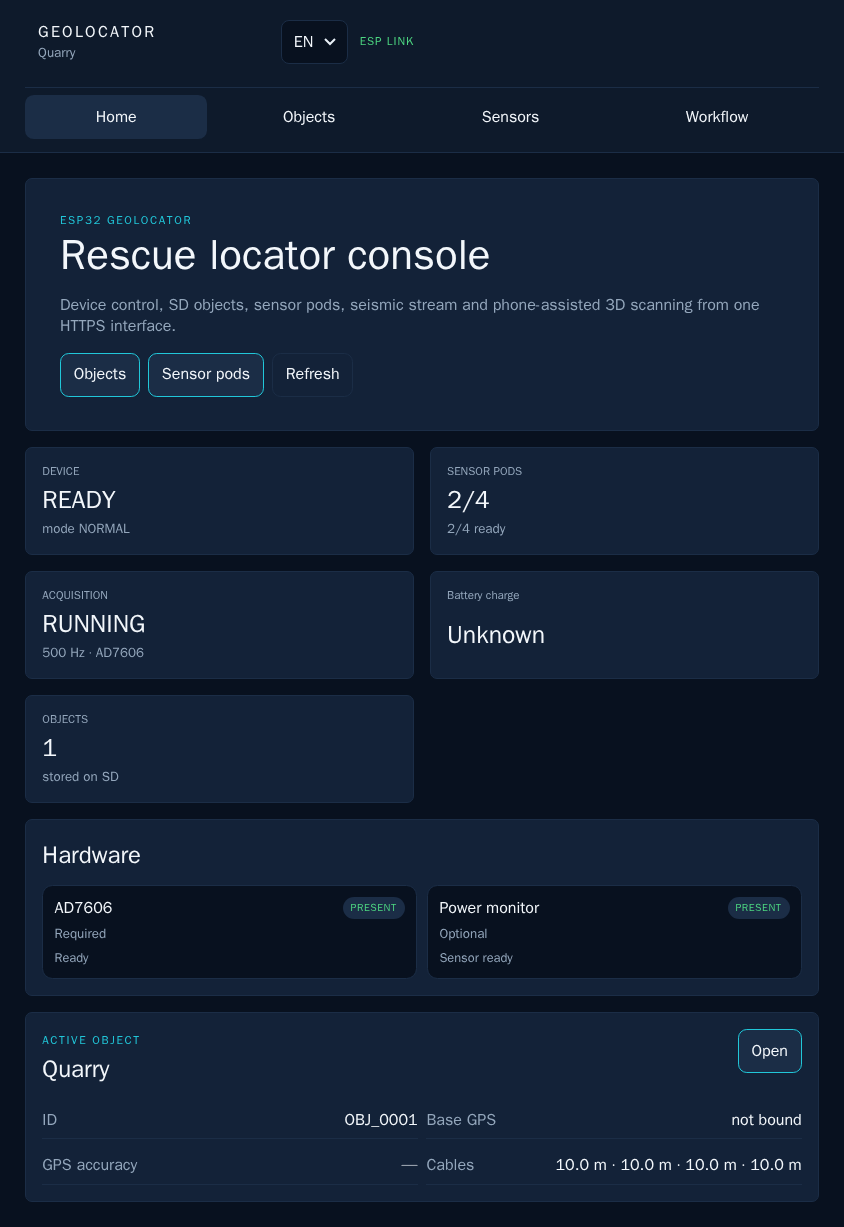 GEOLOCATOR
Quarry
EN
ESP LINK
Home
Objects
Sensors
Workflow
ESP32 GEOLOCATOR
Rescue locator console
Device control, SD objects, sensor pods, seismic stream and phone-assisted 3D scanning from one
HTTPS interface.
Objects
Sensor pods
Refresh
DEVICE
READY
mode NORMAL
SENSOR PODS
2/4
2/4 ready
ACQUISITION
RUNNING
500 Hz · AD7606
Battery charge
Unknown
OBJECTS
1
stored on SD
Hardware
AD7606
PRESENT
Required
Ready
Power monitor
PRESENT
Optional
Sensor ready
ACTIVE OBJECT
Quarry
Open
ID
OBJ_0001
Base GPS
not bound
GPS accuracy
—
Cables
10.0 m · 10.0 m · 10.0 m · 10.0 m